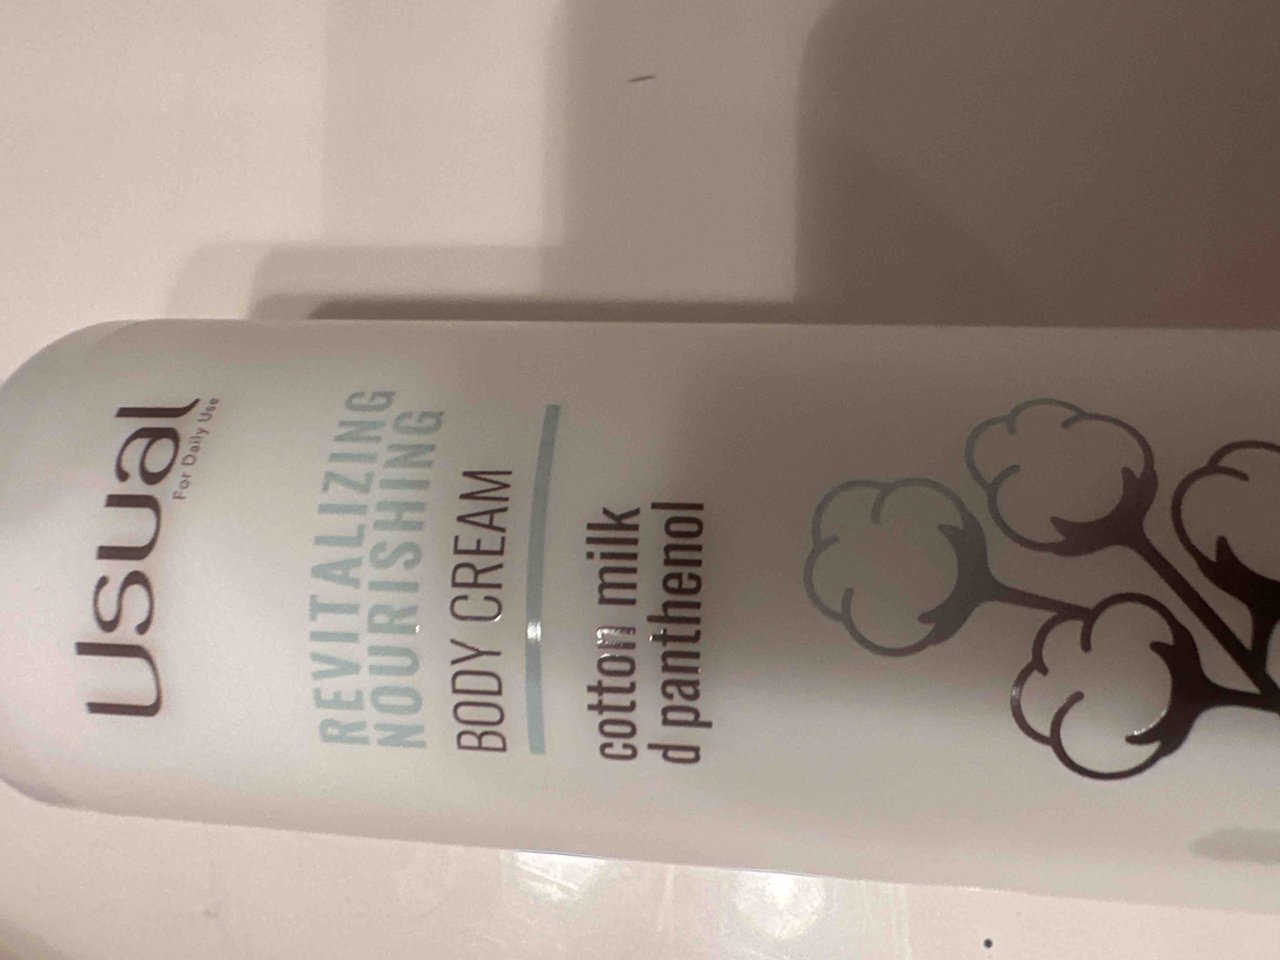 Usual
For Daily Use
REVITALIZING
NOURISHING
BODY CREAM
cotton milk
d panthenol